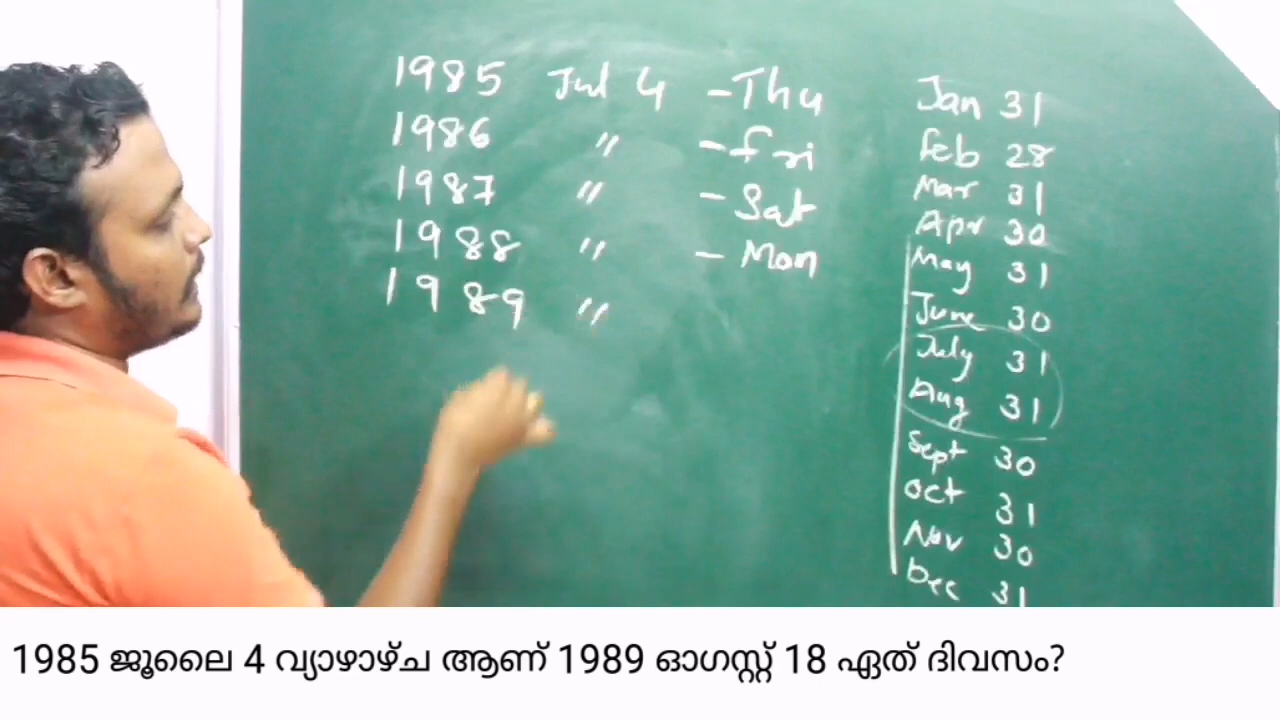 1985 Jul 4 - Thu
1986 〃 - Fri
1987 〃 - Sat
1988 〃 - Mon
1989 〃
Jan 31
Feb 28
Mar 31
Apr 30
May 31
June 30
July 31
Aug 31
Sept 30
Oct 31
Nov 30
Dec 31
1985 ജൂലൈ 4 വ്യാഴാഴ്ച ആണ് 1989 ഓഗസ്റ്റ് 18 ഏത് ദിവസം?